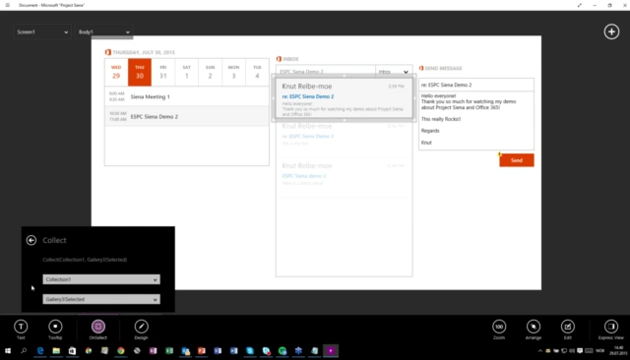 Document - Microsoft "Project Siena"
Screen1
Body1
THURSDAY, JULY 30, 2015
WED THU FRI SAT SUN MON TUE
29 30 31 1 2 3 4
Siena Meeting 1
ESPC Siena Demo 2
INBOX
ESPC Siena Demo 2
Inbox
Knut Relbe-moe
re: ESPC Siena Demo 2
Hello everyone!
Thank you so much for watching my demo about Project Siena
and Office 365!
Knut Relbe-moe
re: ESPC Siena Demo 2
Knut Relbe-moe
ESPC Siena demo 2
SEND MESSAGE
re: ESPC Siena Demo 2
Hello everyone!
Thank you so much for watching my demo
about Project Siena and Office 365!
This really Rocks!!
Regards
Knut
Send
Collect
Collect(Collection1, Gallery3!Selected)
Collection1
Gallery3!Selected
Text
Tooltip
OnSelect
Design
100
Zoom
Arrange
Edit
Express View
NOR
29.07.2015